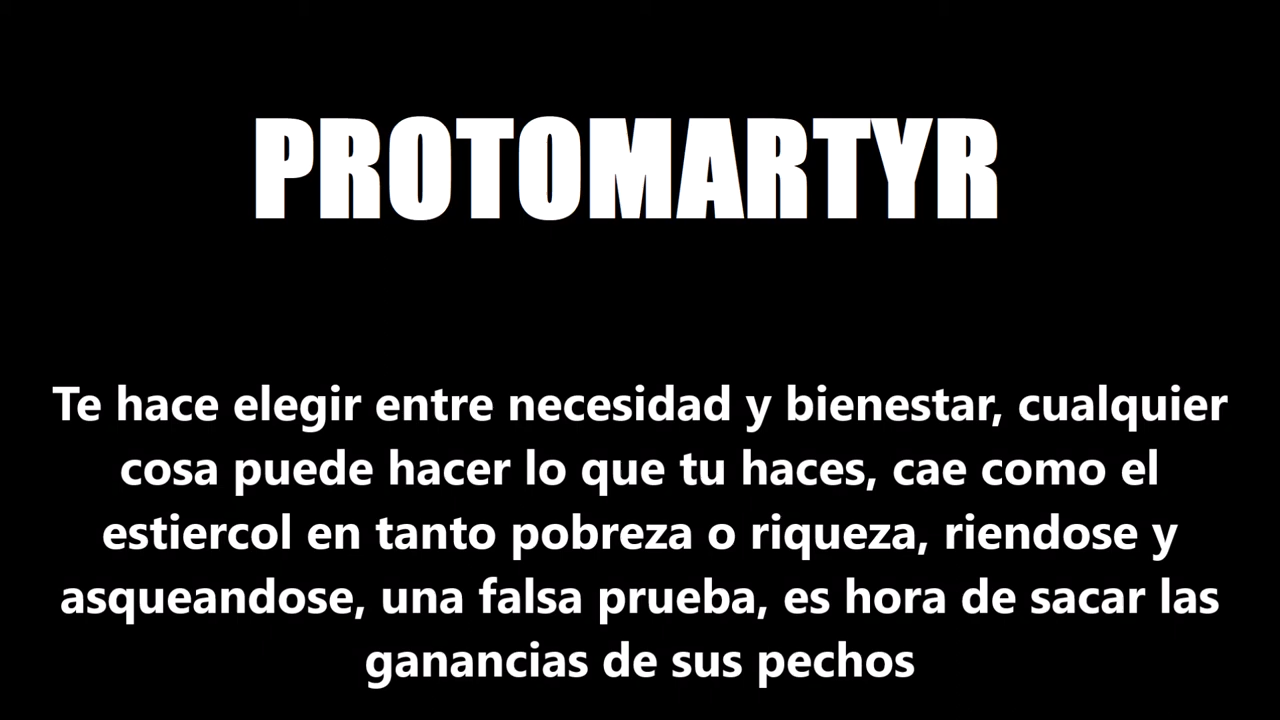 PROTOMARTYR
Te hace elegir entre necesidad y bienestar, cualquier
cosa puede hacer lo que tu haces, cae como el
estiercol en tanto pobreza o riqueza, riendose y
asqueandose, una falsa prueba, es hora de sacar las
ganancias de sus pechos